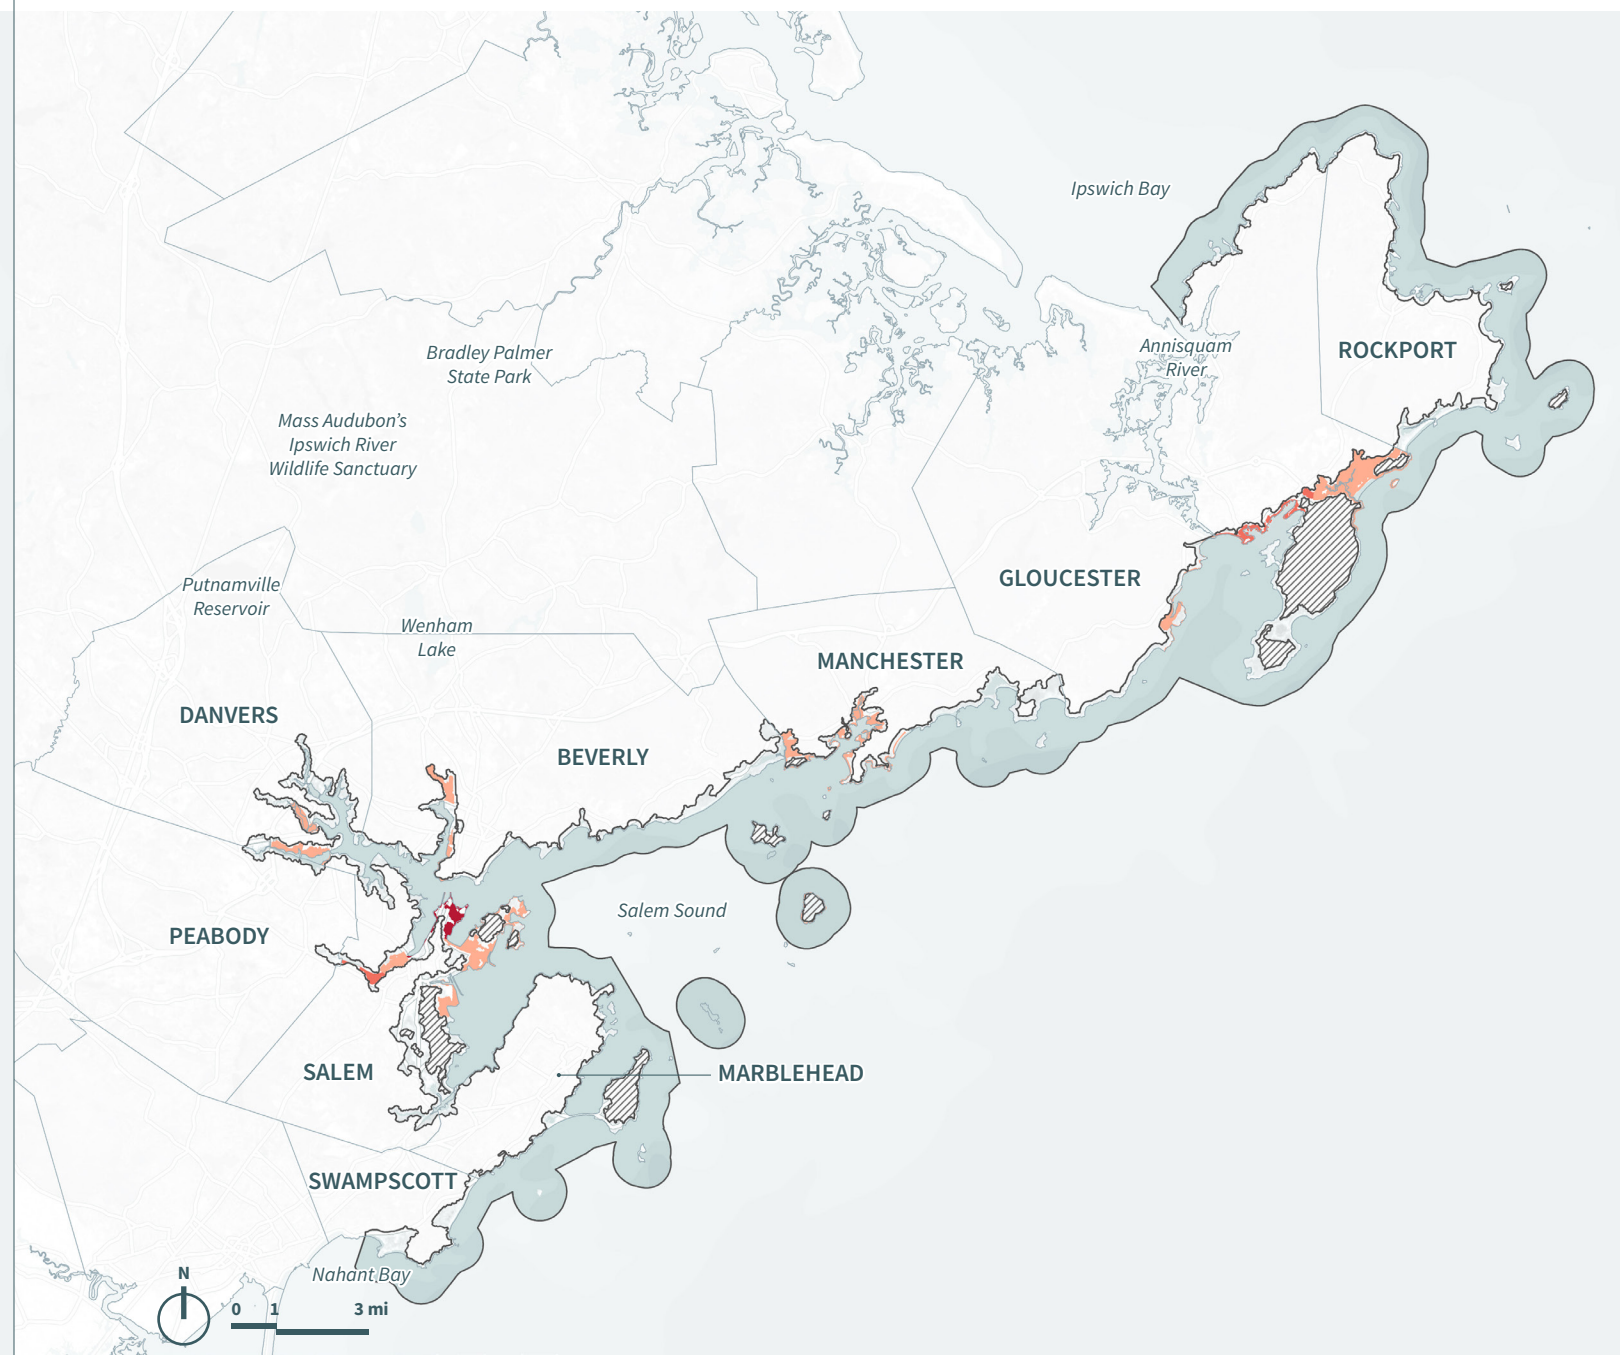 Ipswich Bay
Annisquam
River
ROCKPORT
Bradley Palmer
State Park
Mass Audubon’s
Ipswich River
Wildlife Sanctuary
GLOUCESTER
Putnamville
Reservoir
Wenham
Lake
MANCHESTER
DANVERS
BEVERLY
Salem Sound
PEABODY
SALEM
MARBLEHEAD
SWAMPSCOTT
Nahant Bay
N
0 1 3 mi